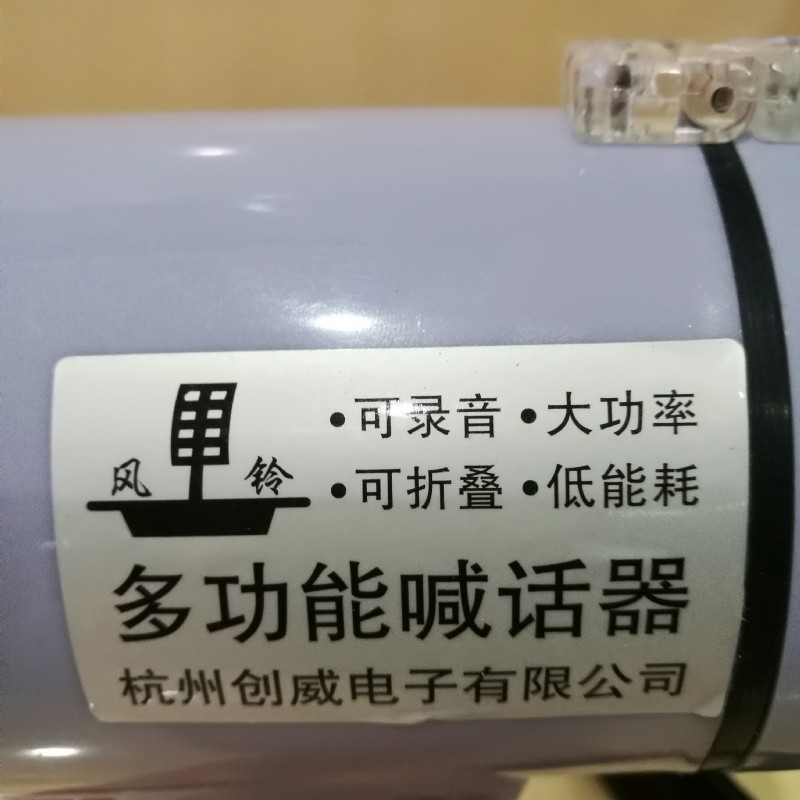 风铃
•可录音 •大功率
•可折叠 •低能耗
多功能喊话器
杭州创威电子有限公司